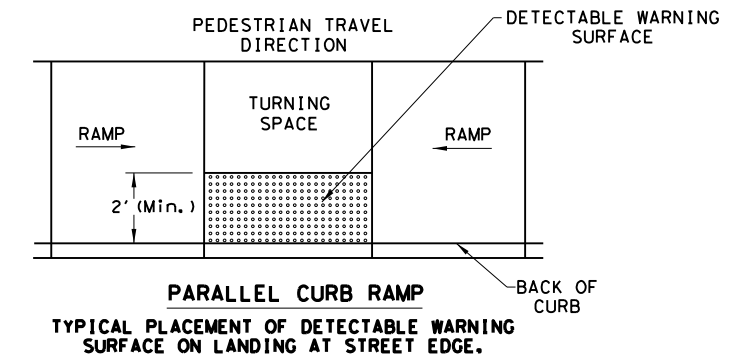 PEDESTRIAN TRAVEL
DIRECTION
DETECTABLE WARNING
SURFACE
TURNING
SPACE
RAMP
RAMP
2' (Min.)
BACK OF
CURB
PARALLEL CURB RAMP
TYPICAL PLACEMENT OF DETECTABLE WARNING
SURFACE ON LANDING AT STREET EDGE.